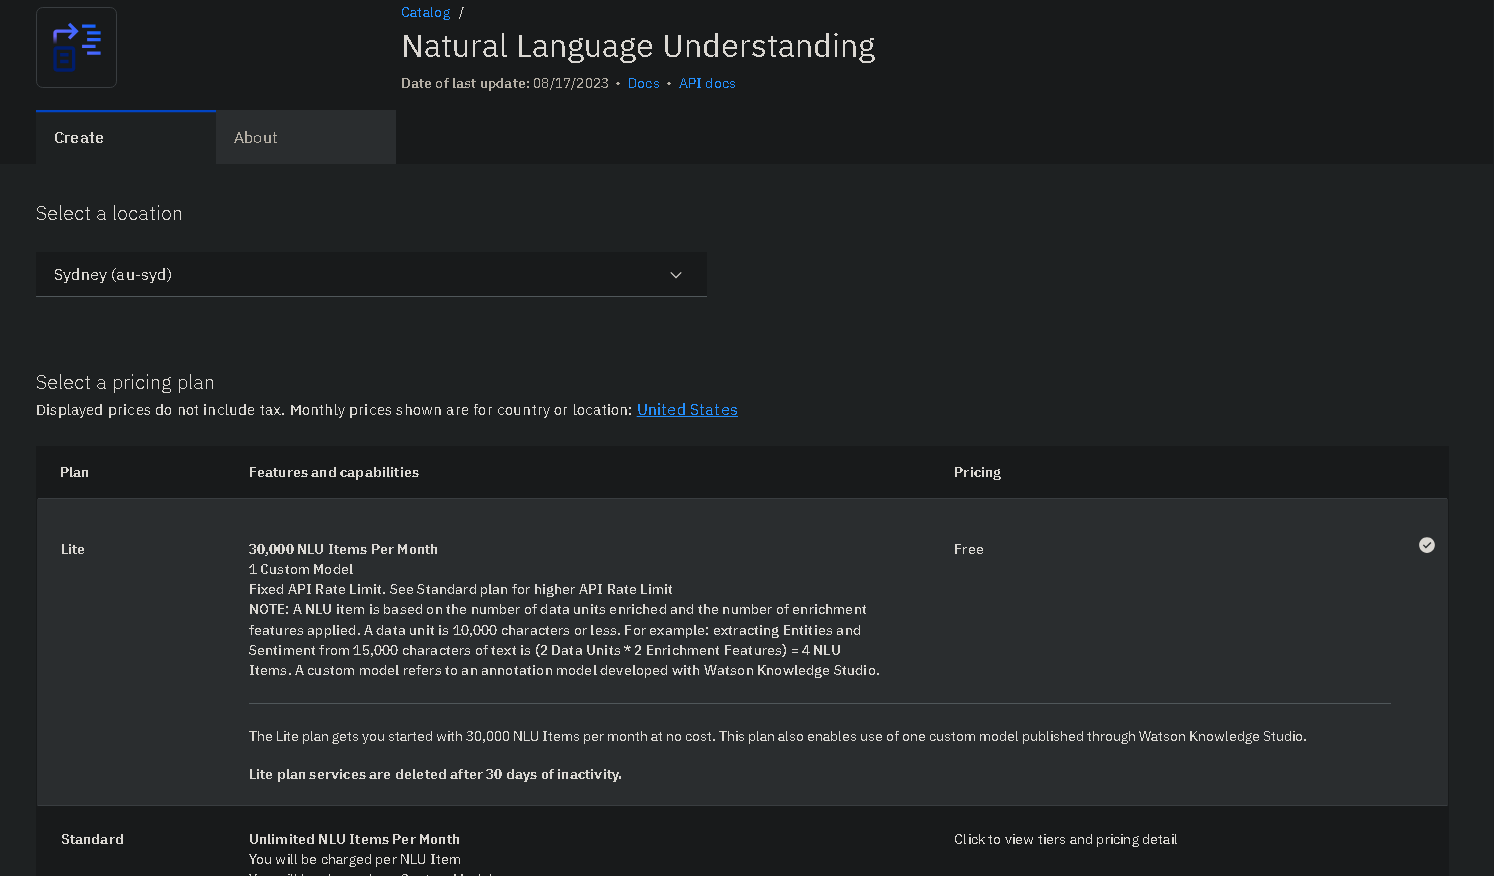 Catalog /
Natural Language Understanding
Date of last update: 08/17/2023 • Docs • API docs
Create
About
Select a location
Sydney (au-syd)
Select a pricing plan
Displayed prices do not include tax. Monthly prices shown are for country or location: United States
Plan
Features and capabilities
Pricing
Lite
30,000 NLU Items Per Month
Free
1 Custom Model
Fixed API Rate Limit. See Standard plan for higher API Rate Limit
NOTE: A NLU item is based on the number of data units enriched and the number of enrichment
features applied. A data unit is 10,000 characters or less. For example: extracting Entities and
Sentiment from 15,000 characters of text is (2 Data Units * 2 Enrichment Features) = 4 NLU
Items. A custom model refers to an annotation model developed with Watson Knowledge Studio.
The Lite plan gets you started with 30,000 NLU Items per month at no cost. This plan also enables use of one custom model published through Watson Knowledge Studio.
Lite plan services are deleted after 30 days of inactivity.
Standard
Unlimited NLU Items Per Month
Click to view tiers and pricing detail
You will be charged per NLU Item